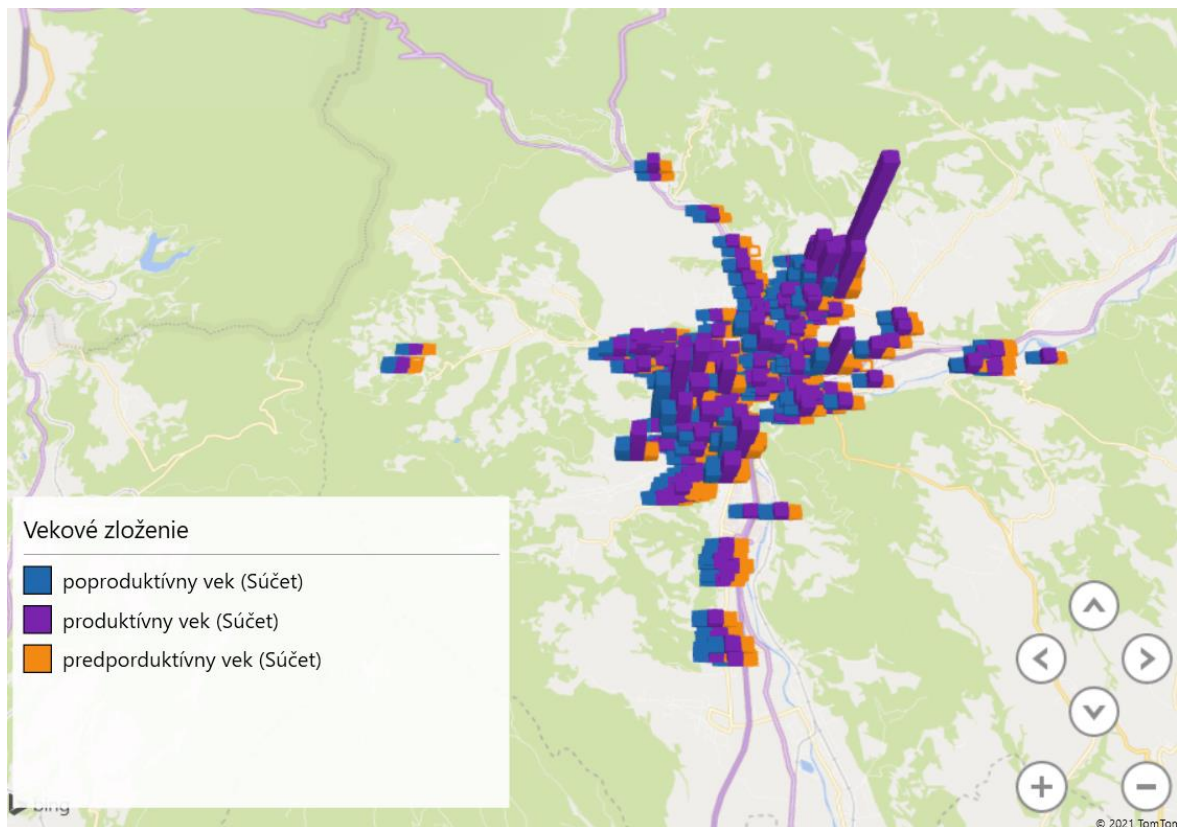 Vekové zloženie
poproduktívny vek (Súčet)
produktívny vek (Súčet)
predporduktívny vek (Súčet)
bing
© 2021 TomTom